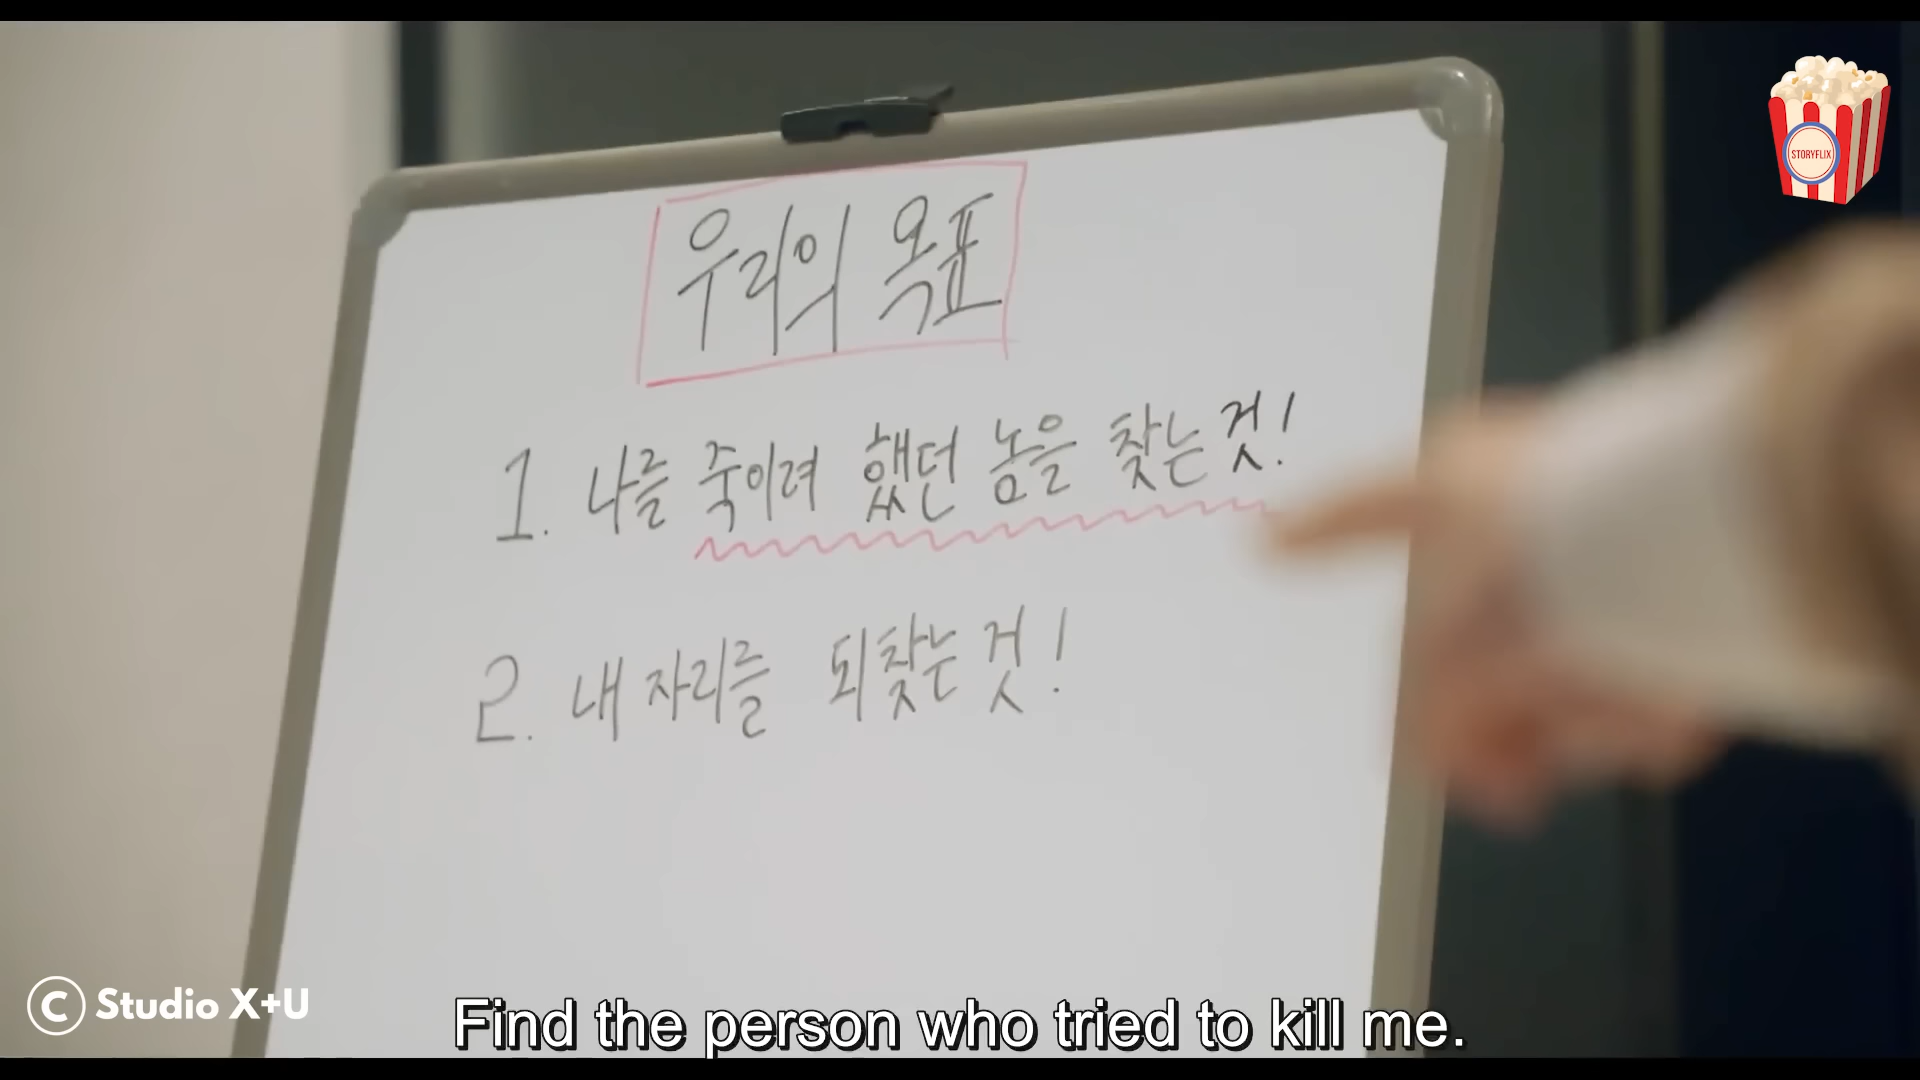 STORYFLIX
우리의 목표
1. 나를 죽이려 했던 놈을 찾는 것!
2. 내 자리를 되찾는 것!
C Studio X+U
Find the person who tried to kill me.